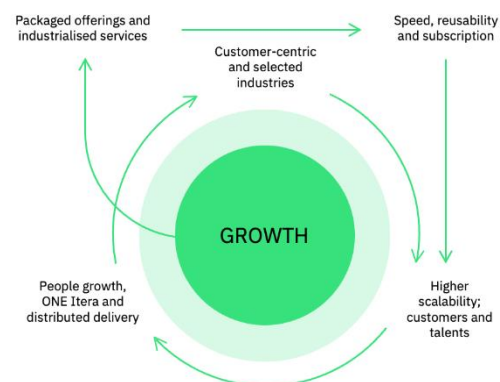 Packaged offerings and
industrialised services
Speed, reusability
and subscription
Customer-centric
and selected
industries
GROWTH
People growth,
ONE Itera and
distributed delivery
Higher
scalability;
customers and
talents